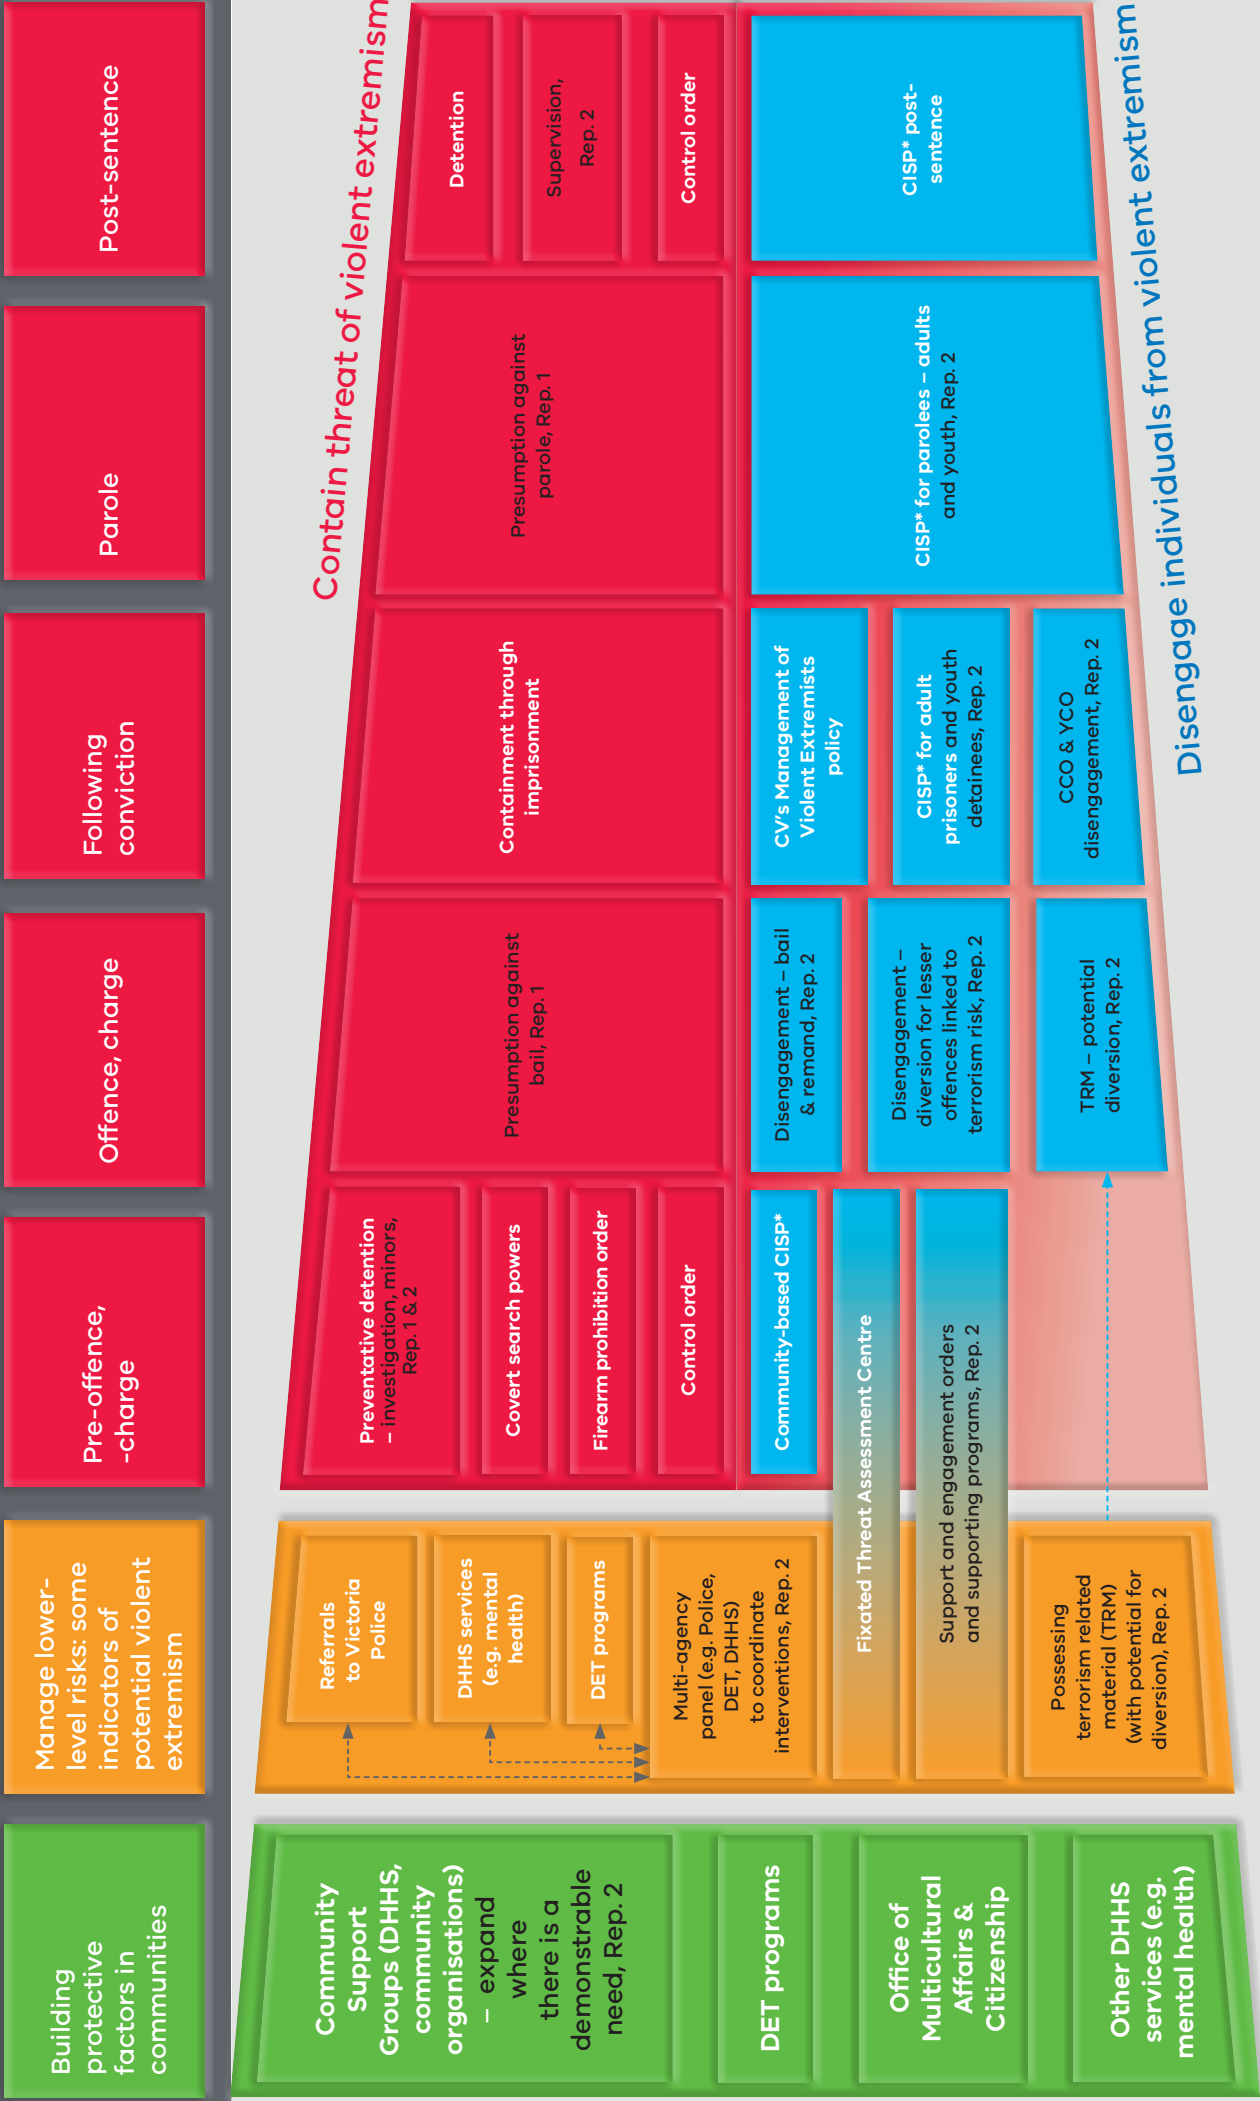 Building
protective
factors in
communities
Manage lower-
level risks: some
indicators of
potential violent
extremism
Pre-offence,
-charge
Offence, charge
Following
conviction
Parole
Post-sentence
Contain threat of violent extremism
Community
Support
Groups (DHHS,
community
organisations)
– expand
where
there is a
demonstrable
need, Rep. 2
DET programs
Office of
Multicultural
Affairs &
Citizenship
Other DHHS
services (e.g.
mental health)
Referrals
to Victoria
Police
DHHS services
(e.g. mental
health)
DET programs
Multi-agency
panel (e.g. Police,
DET, DHHS)
to coordinate
interventions, Rep. 2
Fixated Threat Assessment Centre
Support and engagement orders
and supporting programs, Rep. 2
Possessing
terrorism related
material (TRM)
(with potential for
diversion), Rep. 2
Preventative detention
– investigation, minors,
Rep. 1 & 2
Covert search powers
Firearm prohibition order
Control order
Community-based CISP*
Presumption against
bail, Rep. 1
Disengagement – bail
& remand, Rep. 2
Disengagement –
diversion for lesser
offences linked to
terrorism risk, Rep. 2
TRM – potential
diversion, Rep. 2
Containment through
imprisonment
CV's Management of
Violent Extremists
policy
CISP* for adult
prisoners and youth
detainees, Rep. 2
CCO & YCO
disengagement, Rep. 2
Presumption against
parole, Rep. 1
CISP* for parolees – adults
and youth, Rep. 2
Detention
Supervision,
Rep. 2
Control order
CISP* post-
sentence
Disengage individuals from violent extremism